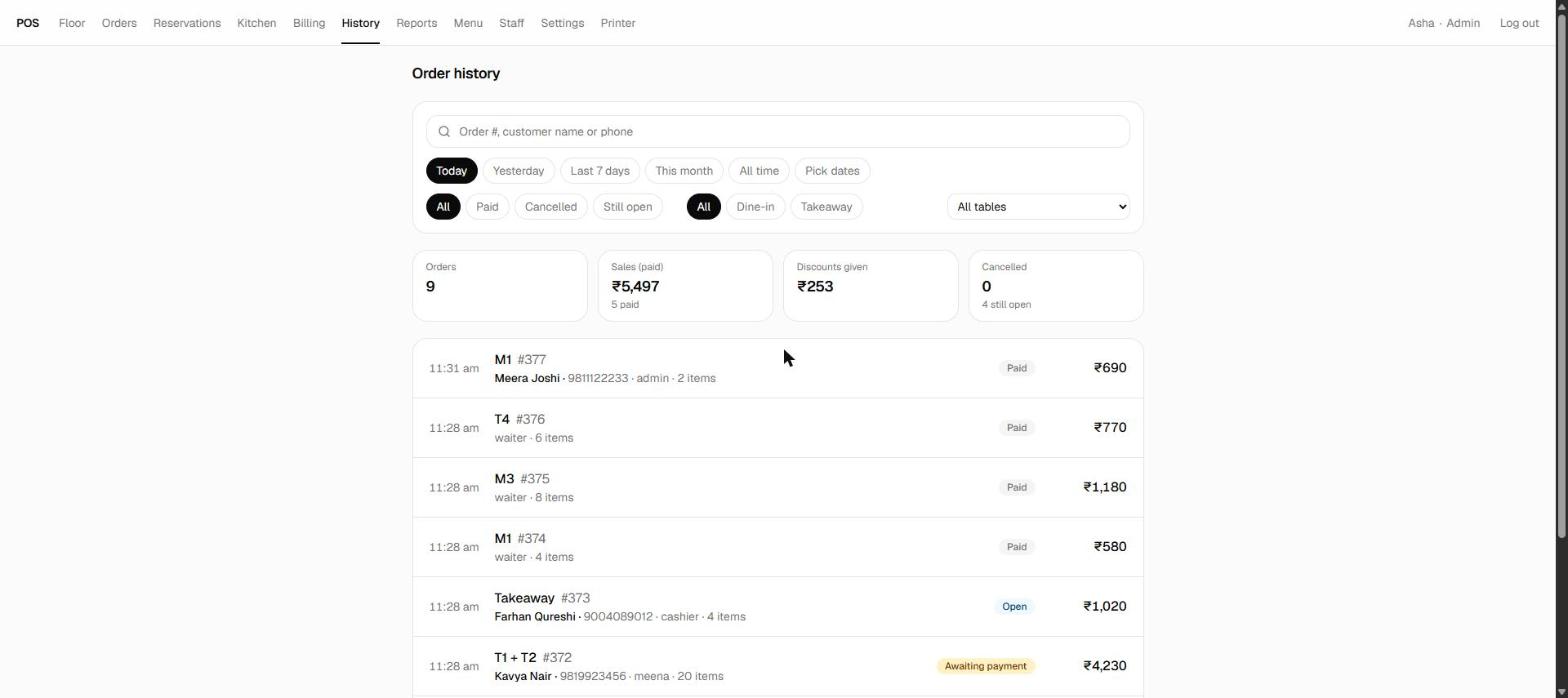 POS Floor Orders Reservations Kitchen Billing History Reports Menu Staff Settings Printer Asha · Admin Log out
Order history
Order #, customer name or phone
Today Yesterday Last 7 days This month All time Pick dates
All Paid Cancelled Still open All Dine-in Takeaway All tables
Orders Sales (paid) Discounts given Cancelled
9 ₹5,497 ₹253 0
5 paid 4 still open
M1 #377
11:31 am Paid ₹690
Meera Joshi · 9811122233 · admin · 2 items
T4 #376
11:28 am Paid ₹770
waiter · 6 items
M3 #375
11:28 am Paid ₹1,180
waiter · 8 items
M1 #374
11:28 am Paid ₹580
waiter · 4 items
Takeaway #373
11:28 am Open ₹1,020
Farhan Qureshi · 9004089012 · cashier · 4 items
T1 + T2 #372
11:28 am Awaiting payment ₹4,230
Kavya Nair · 9819923456 · meena · 20 items